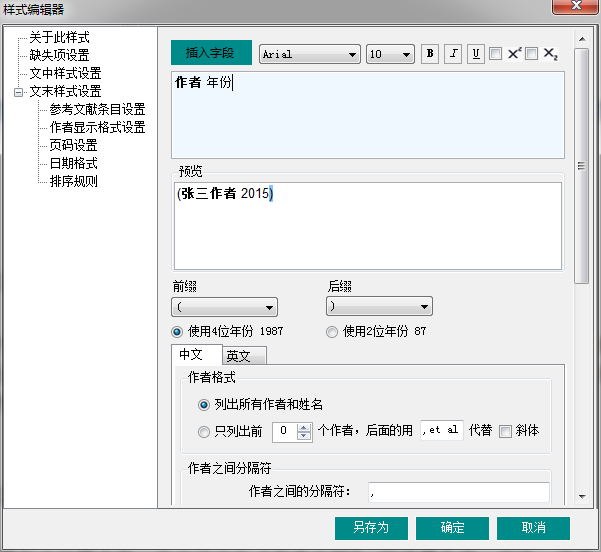 样式编辑器
关于此样式
缺失项设置
文中样式设置
文末样式设置
参考文献条目设置
作者显示格式设置
页码设置
日期格式
排序规则
插入字段 Arial 10 B I U X² X₂
作者 年份
预览
(张三作者 2015)
前缀 后缀
( )
使用4位年份 1987 使用2位年份 87
中文 英文
作者格式
列出所有作者和姓名
只列出前 0 个作者，后面的用 ,et al 代替 斜体
作者之间分隔符
作者之间的分隔符： ,
另存为 确定 取消